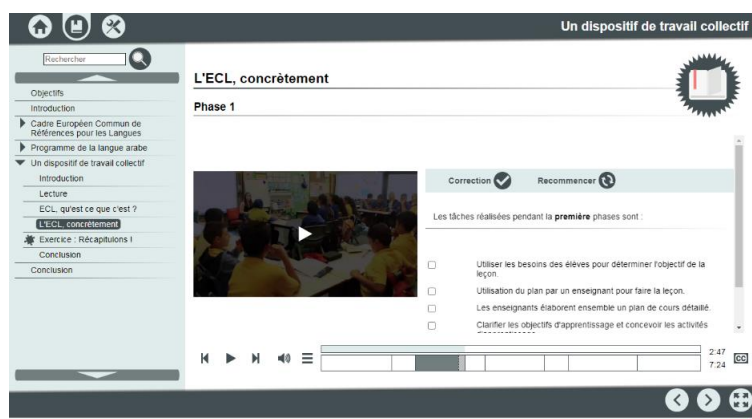 Un dispositif de travail collectif
Rechercher
Objectifs
Introduction
Cadre Européen Commun de
Références pour les Langues
Programme de la langue arabe
Un dispositif de travail collectif
Introduction
Lecture
ECL, qu'est ce que c'est ?
L'ECL, concrètement
Exercice : Récapitulons !
Conclusion
Conclusion
L'ECL, concrètement
Phase 1
Correction
Recommencer
Les tâches réalisées pendant la première phases sont :
Utiliser les besoins des élèves pour déterminer l'objectif de la
leçon.
Utilisation du plan par un enseignant pour faire la leçon.
Les enseignants élaborent ensemble un plan de cours détaillé.
Clarifier les objectifs d'apprentissage et concevoir les activités
2:47
7:24
CC